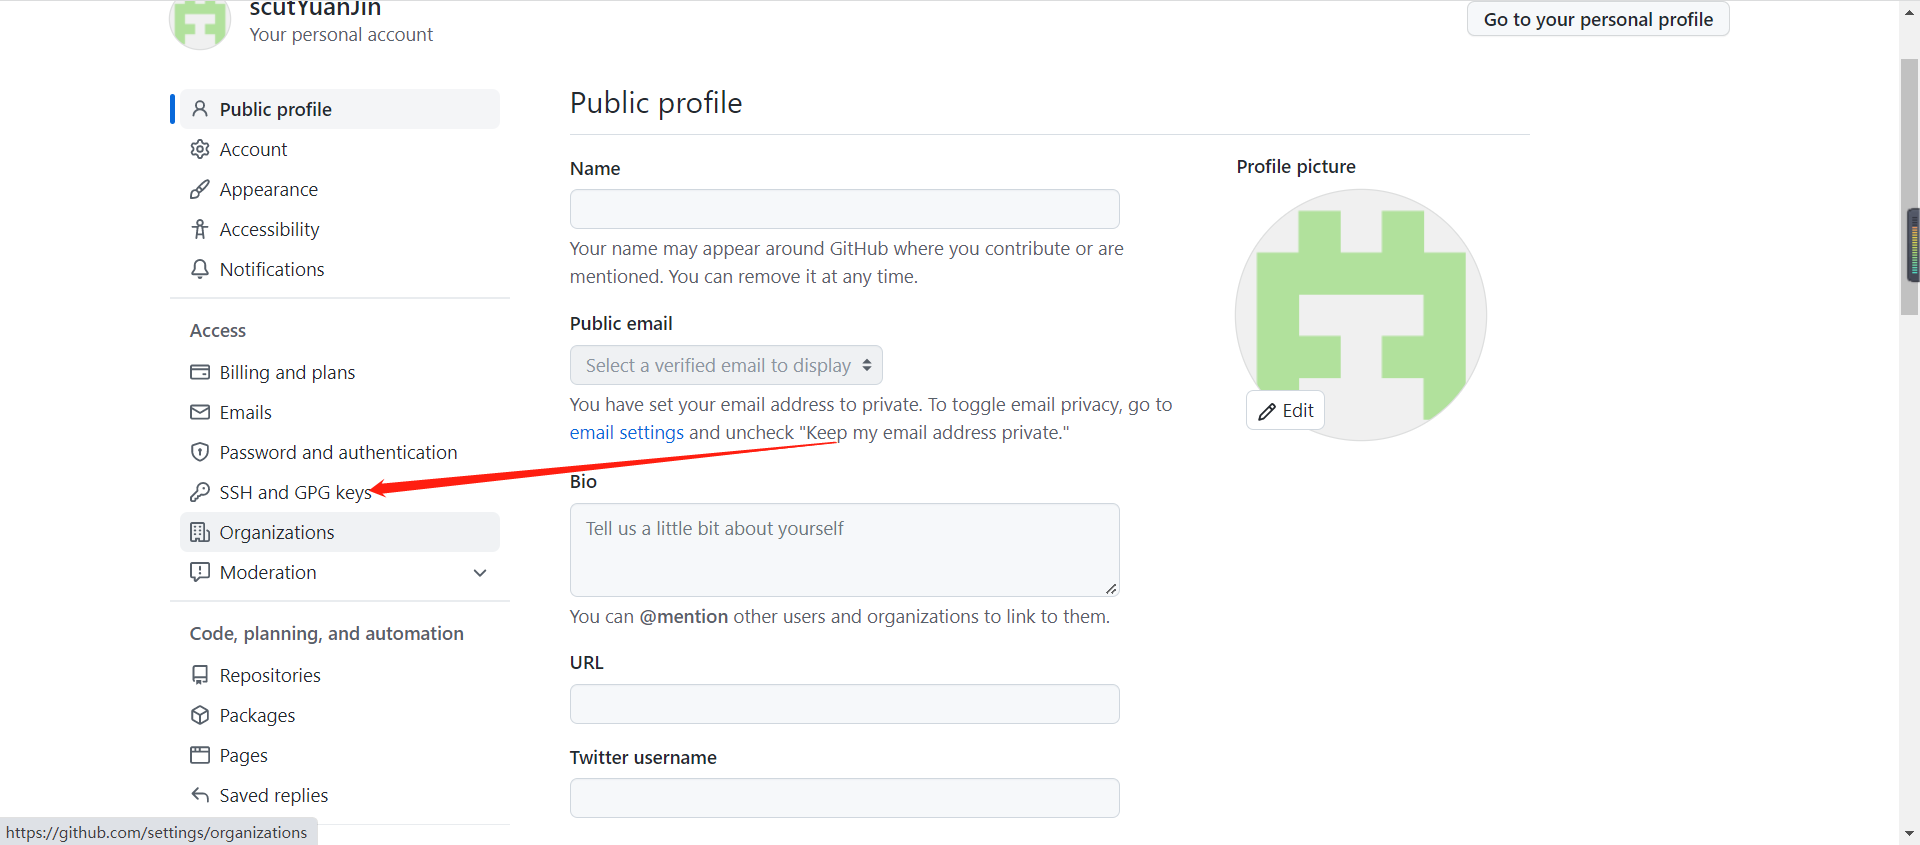 scutYuanJin
Your personal account
Go to your personal profile
Public profile
Account
Appearance
Accessibility
Notifications
Access
Billing and plans
Emails
Password and authentication
SSH and GPG keys
Organizations
Moderation
Code, planning, and automation
Repositories
Packages
Pages
Saved replies
https://github.com/settings/organizations
Public profile
Name
Your name may appear around GitHub where you contribute or are
mentioned. You can remove it at any time.
Public email
Select a verified email to display
You have set your email address to private. To toggle email privacy, go to
email settings and uncheck "Keep my email address private."
Bio
Tell us a little bit about yourself
You can @mention other users and organizations to link to them.
URL
Twitter username
Profile picture
Edit